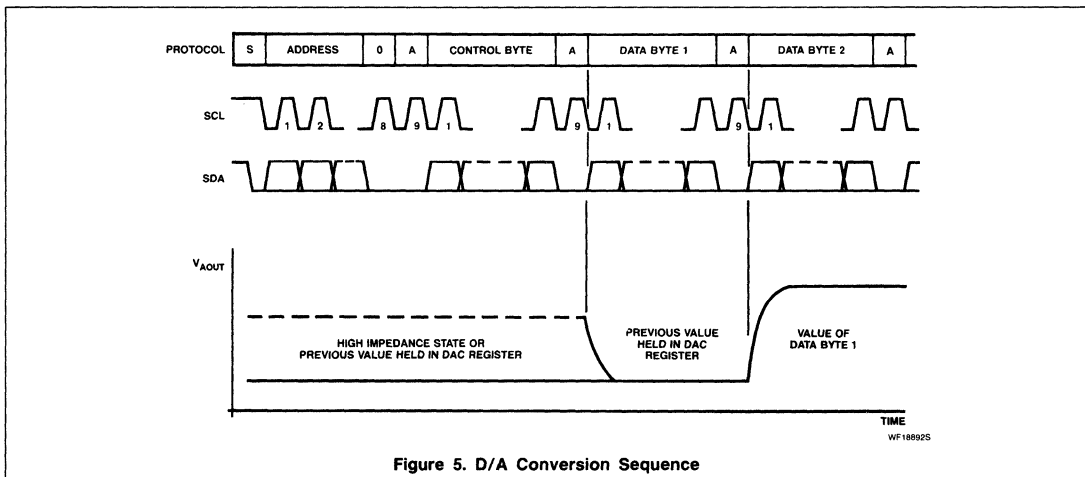 PROTOCOL S ADDRESS 0 A CONTROL BYTE A DATA BYTE 1 A DATA BYTE 2 A
SCL 1 2 8 9 1 9 1 9 1
SDA
VAOUT
HIGH IMPEDANCE STATE OR
PREVIOUS VALUE HELD IN DAC REGISTER
PREVIOUS VALUE
HELD IN DAC
REGISTER
VALUE OF
DATA BYTE 1
TIME
WF18892S
Figure 5. D/A Conversion Sequence